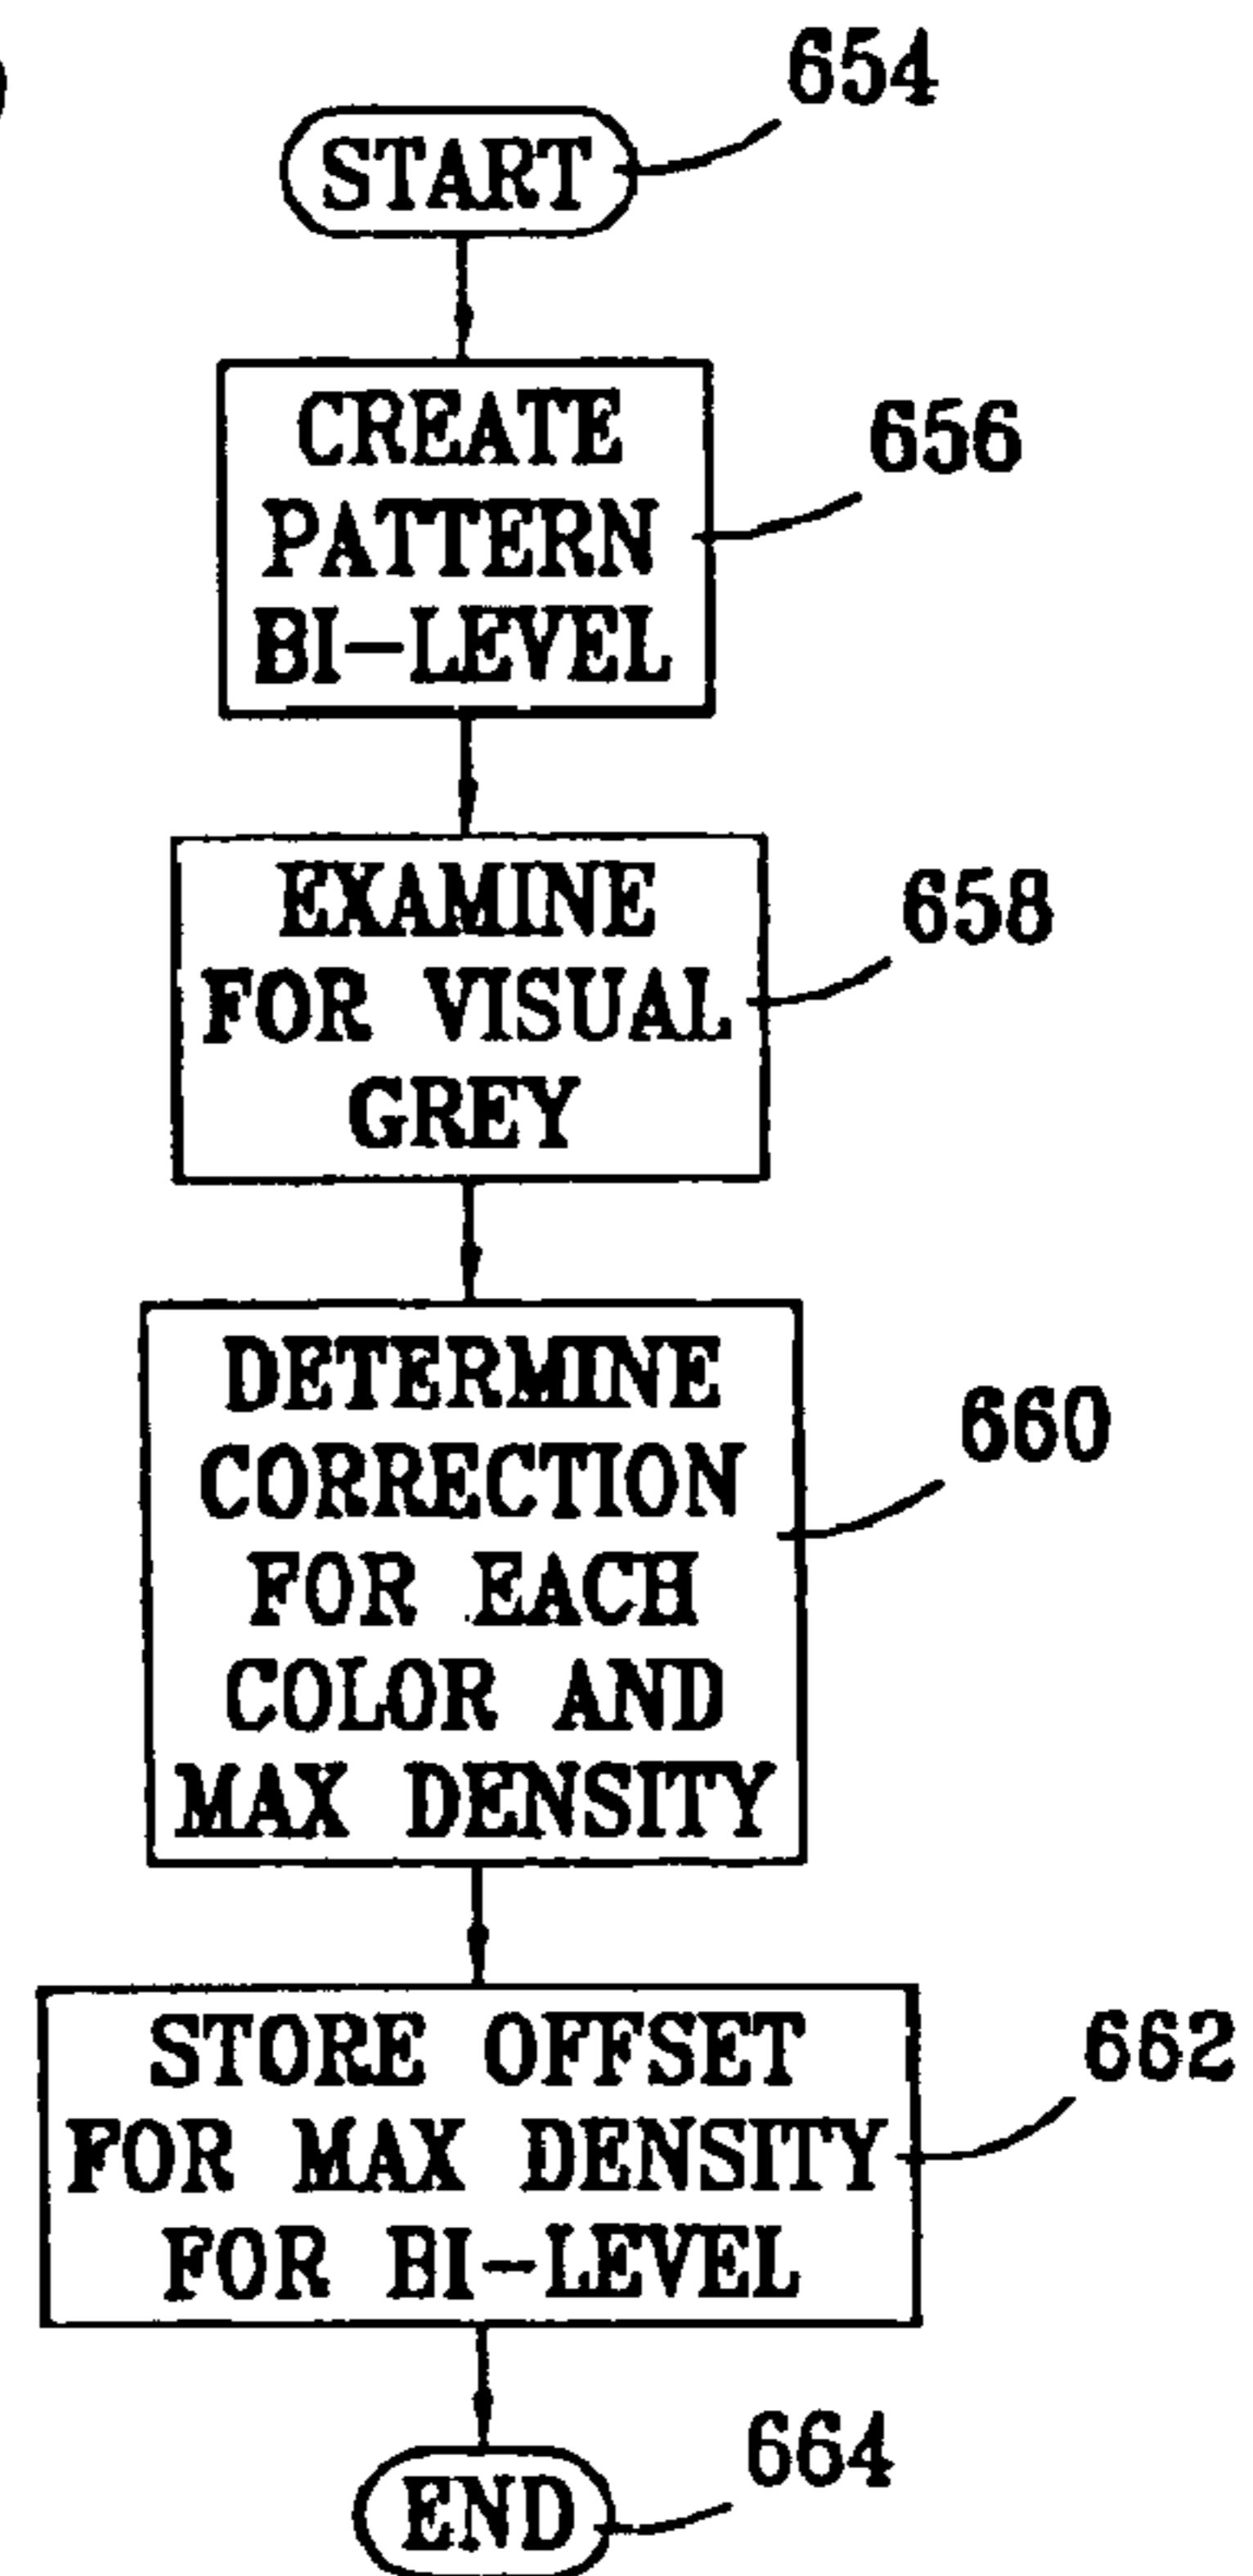 654
START
CREATE
PATTERN
BI-LEVEL
656
EXAMINE
FOR VISUAL
GREY
658
DETERMINE
CORRECTION
FOR EACH
COLOR AND
MAX DENSITY
660
STORE OFFSET
FOR MAX DENSITY
FOR BI-LEVEL
662
END
664